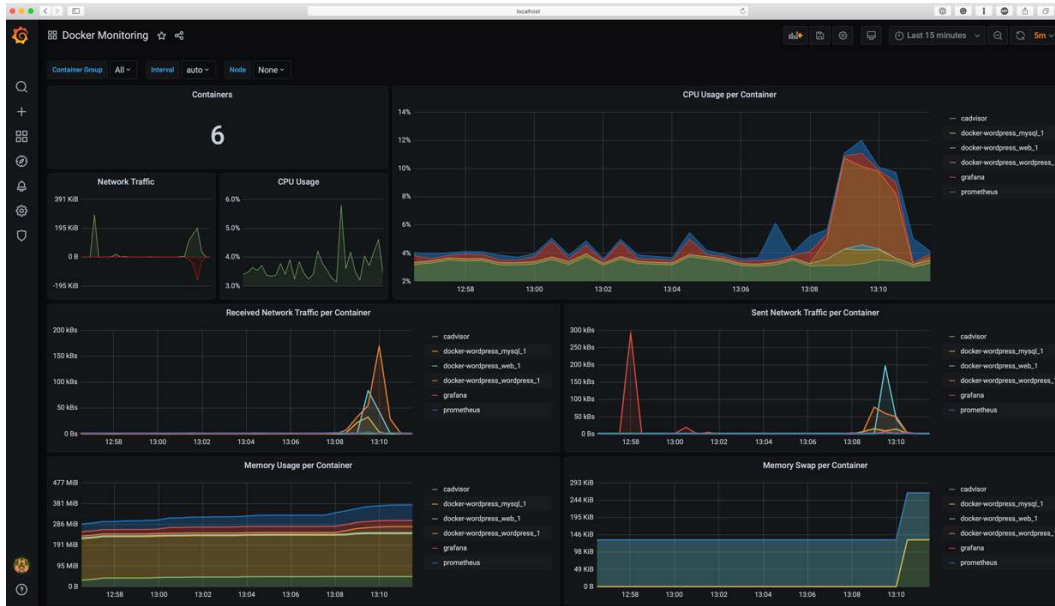 localhost
Docker Monitoring
Last 15 minutes
5m
Container Group All
Interval auto
Node None
Containers
6
CPU Usage per Container
14%
12%
10%
8%
6%
4%
2%
12:58 13:00 13:02 13:04 13:06 13:08 13:10
cadvisor
docker-wordpress_mysql_1
docker-wordpress_web_1
docker-wordpress_wordpress_
grafana
prometheus
Network Traffic
391 KiB
195 KiB
0 B
-195 KiB
CPU Usage
6.0%
5.0%
4.0%
3.0%
Received Network Traffic per Container
200 kBs
150 kBs
100 kBs
50 kBs
0 Bs
12:58 13:00 13:02 13:04 13:06 13:08 13:10
cadvisor
docker-wordpress_mysql_1
docker-wordpress_web_1
docker-wordpress_wordpress_1
grafana
prometheus
Sent Network Traffic per Container
300 kBs
250 kBs
200 kBs
150 kBs
100 kBs
50 kBs
0 Bs
12:58 13:00 13:02 13:04 13:06 13:08 13:10
cadvisor
docker-wordpress_mysql_1
docker-wordpress_web_1
docker-wordpress_wordpress_1
grafana
prometheus
Memory Usage per Container
477 MiB
381 MiB
286 MiB
191 MiB
95 MiB
0 B
12:58 13:00 13:02 13:04 13:06 13:08 13:10
cadvisor
docker-wordpress_mysql_1
docker-wordpress_web_1
docker-wordpress_wordpress_1
grafana
prometheus
Memory Swap per Container
293 KiB
244 KiB
195 KiB
146 KiB
98 KiB
49 KiB
0 B
12:58 13:00 13:02 13:04 13:06 13:08 13:10
cadvisor
docker-wordpress_mysql_1
docker-wordpress_web_1
docker-wordpress_wordpress_1
grafana
prometheus